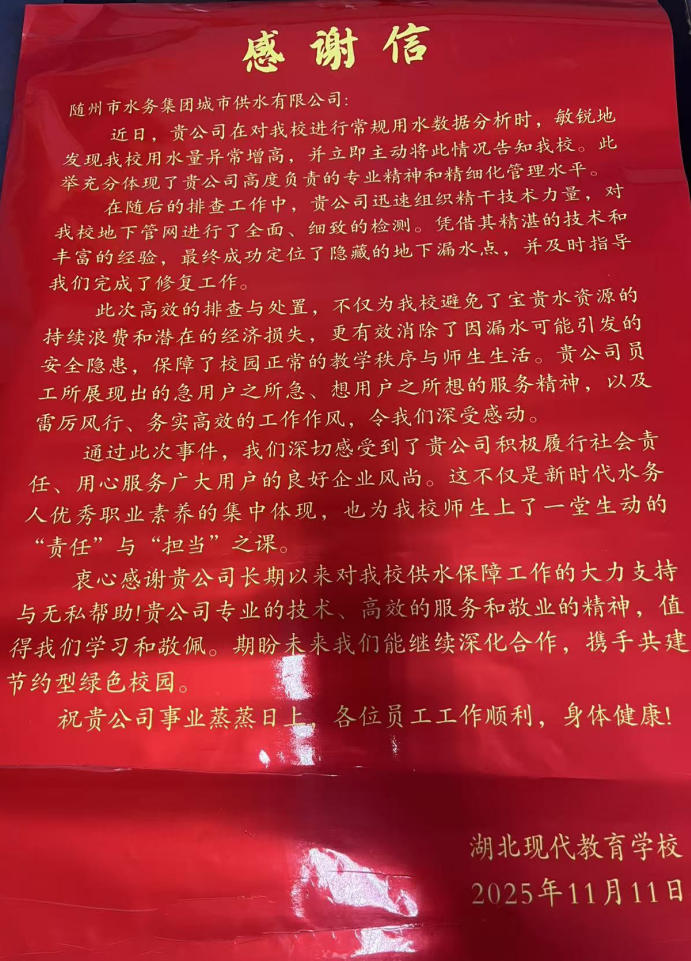 感谢信
随州市水务集团城市供水有限公司:
近日，贵公司在对我校进行常规用水数据分析时，敏锐地
发现我校用水量异常增高，并立即主动将此情况告知我校。此
举充分体现了贵公司高度负责的专业精神和精细化管理水平。
在随后的排查工作中，贵公司迅速组织精干技术力量，对
我校地下管网进行了全面、细致的检测。凭借其精湛的技术和
丰富的经验，最终成功定位了隐藏的地下漏水点，并及时指导
我们完成了修复工作。
此次高效的排查与处置，不仅为我校避免了宝贵水资源的
持续浪费和潜在的经济损失，更有效消除了因漏水可能引发的
安全隐患，保障了校园正常的教学秩序与师生生活。贵公司员
工所展现出的急用户之所急、想用户之所想的服务精神，以及
雷厉风行、务实高效的工作作风，令我们深受感动。
通过此次事件，我们深切感受到了贵公司积极履行社会责
任、用心服务广大用户的良好企业风尚。这不仅是新时代水务
人优秀职业素养的集中体现，也为我校师生上了一堂生动的
“责任”与“担当”之课。
衷心感谢贵公司长期以来对我校供水保障工作的大力支持
与无私帮助!贵公司专业的技术、高效的服务和敬业的精神，值
得我们学习和敬佩。期盼未来我们能继续深化合作，携手共建
节约型绿色校园。
祝贵公司事业蒸蒸日上，各位员工工作顺利，身体健康!
湖北现代教育学校
2025年11月11日